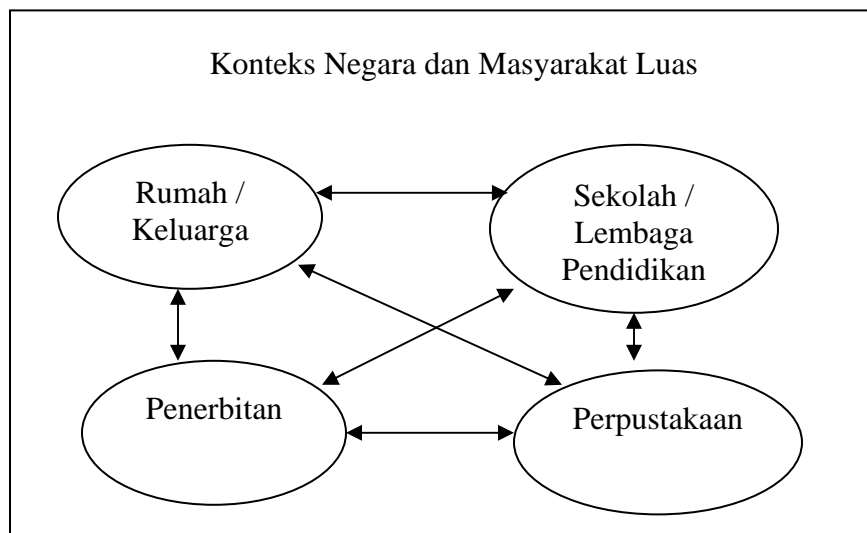 Konteks Negara dan Masyarakat Luas
Rumah /
Keluarga
Sekolah /
Lembaga
Pendidikan
Penerbitan
Perpustakaan